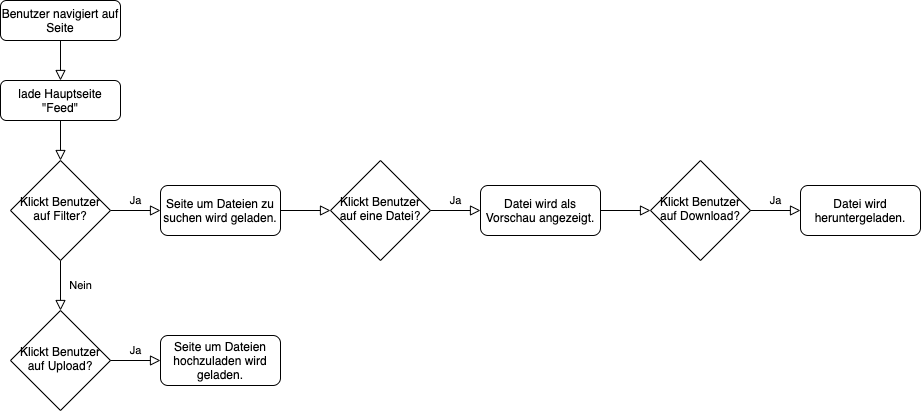 Benutzer navigiert auf
Seite
lade Hauptseite
"Feed"
Klickt Benutzer
auf Filter?
Ja
Seite um Dateien zu
suchen wird geladen.
Klickt Benutzer
auf eine Datei?
Ja
Datei wird als
Vorschau angezeigt.
Klickt Benutzer
auf Download?
Ja
Datei wird
heruntergeladen.
Nein
Klickt Benutzer
auf Upload?
Ja
Seite um Dateien
hochzuladen wird
geladen.